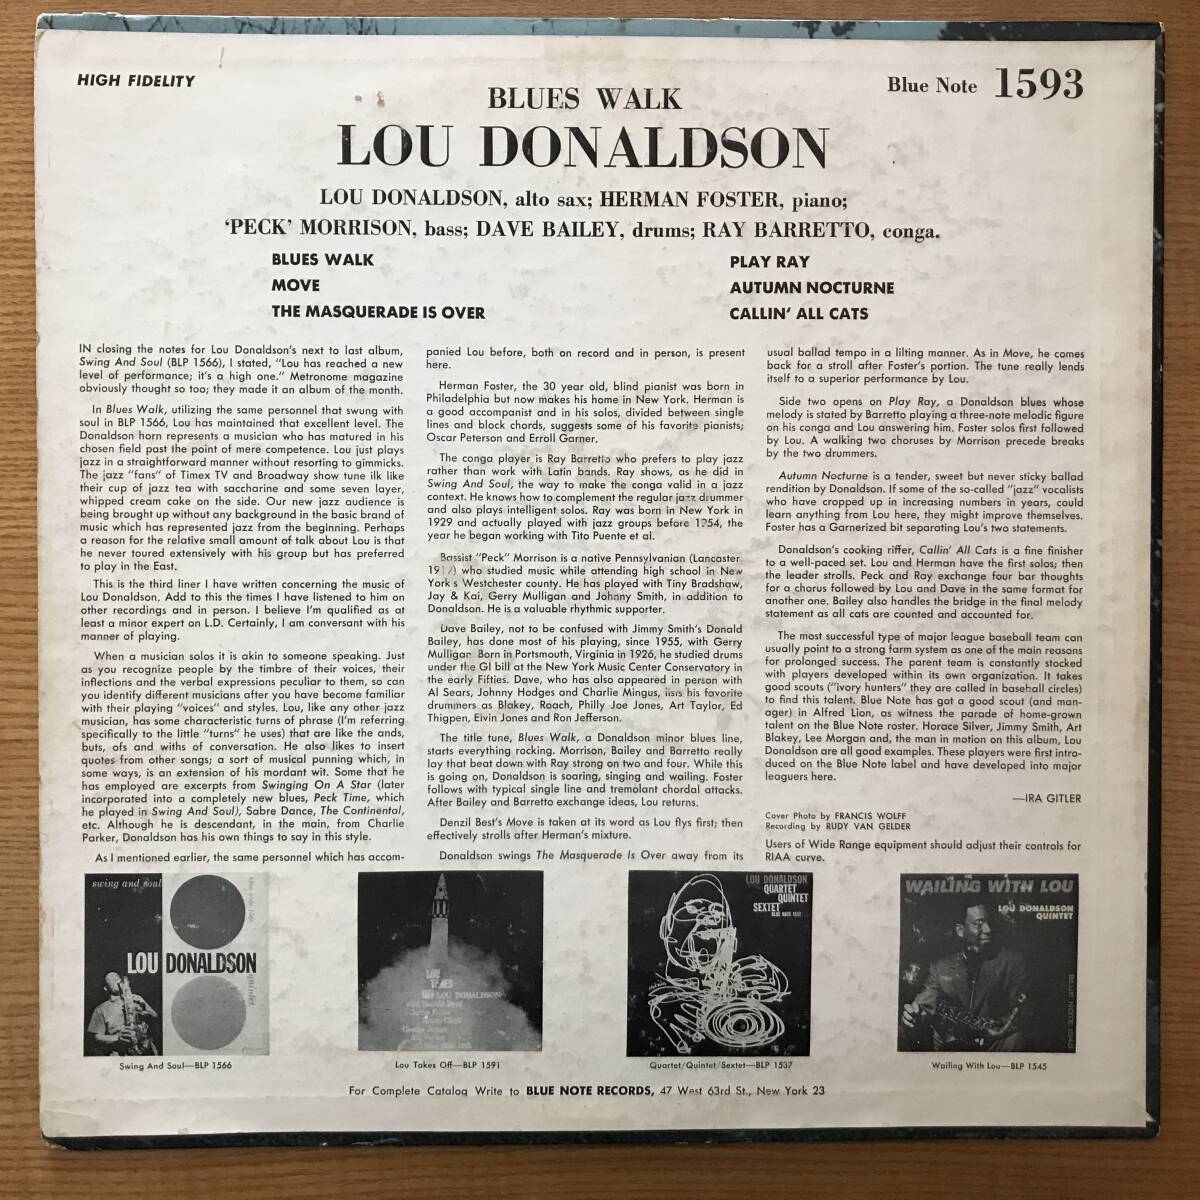 HIGH FIDELITY
Blue Note 1593
BLUES WALK
LOU DONALDSON
LOU DONALDSON, alto sax; HERMAN FOSTER, piano;
'PECK' MORRISON, bass; DAVE BAILEY, drums; RAY BARRETTO, conga.
BLUES WALK
MOVE
THE MASQUERADE IS OVER
PLAY RAY
AUTUMN NOCTURNE
CALLIN' ALL CATS
IN closing the notes for Lou Donaldson's next to last album,
Swing And Soul (BLP 1566), I stated, "Lou has reached a new
level of performance; it's a high one." Metronome magazine
obviously thought so too; they made it an album of the month.
In Blues Walk, utilizing the same personnel that swung with
soul in BLP 1566, Lou has maintained that excellent level. The
Donaldson horn represents a musician who has matured in his
chosen field past the point of mere competence. Lou just plays
jazz in a straightforward manner without resorting to gimmicks.
The jazz "fans" of Timex TV and Broadway show tune ilk like
their cup of jazz tea with saccharine and some seven layer,
whipped cream cake on the side. Our new jazz audience is
being brought up without any background in the basic brand of
music which has represented jazz from the beginning. Perhaps
a reason for the relative small amount of talk about Lou is that
he never toured extensively with his group but has preferred
to play in the East.
This is the third liner I have written concerning the music of
Lou Donaldson. Add to this the times I have listened to him on
other recordings and in person. I believe I'm qualified as at
least a minor expert on L.D. Certainly, I am conversant with his
manner of playing.
When a musician solos it is akin to someone speaking. Just
as you recognize people by the timbre of their voices, their
inflections and the verbal expressions peculiar to them, so can
you identify different musicians after you have become familiar
with their playing "voices" and styles. Lou, like any other jazz
musician, has some characteristic turns of phrase (I'm referring
specifically to the little "turns" he uses) that are like the ands,
buts, ofs and withs of conversation. He also likes to insert
quotes from other songs; a sort of musical punning which, in
some ways, is an extension of his mordant wit. Some that he
has employed are excerpts from Swinging On A Star (later
incorporated into a completely new blues, Peck Time, which
he played in Swing And Soul), Sabre Dance, The Continental,
etc. Although he is descendant, in the main, from Charlie
Parker, Donaldson has his own things to say in this style.
As I mentioned earlier, the same personnel which has accom-
panied Lou before, both on record and in person, is present
here.
Herman Foster, the 30 year old, blind pianist was born in
Philadelphia but now makes his home in New York. Herman is
a good accompanist and in his solos, divided between single
lines and block chords, suggests some of his favorite pianists;
Oscar Peterson and Erroll Garner.
The conga player is Ray Barretto who prefers to play jazz
rather than work with Latin bands. Ray shows, as he did in
Swing And Soul, the way to make the conga valid in a jazz
context. He knows how to complement the regular jazz drummer
and also plays intelligent solos. Ray was born in New York in
1929 and actually played with jazz groups before 1954, the
year he began working with Tito Puente et al.
Bassist "Peck" Morrison is a native Pennsylvanian (Lancaster
who studied music while attending high school in New
York's Westchester county. He has played with Tiny Bradshaw,
Jay & Kai, Gerry Mulligan and Johnny Smith, in addition to
Donaldson. He is a valuable rhythmic supporter.
Dave Bailey, not to be confused with Jimmy Smith's Donald
Bailey, has done most of his playing, since 1955, with Gerry
Mulligan. Born in Portsmouth, Virginia in 1926, he studied drums
under the GI bill at the New York Music Center Conservatory in
the early Fifties. Dave, who has also appeared in person with
Al Sears, Johnny Hodges and Charlie Mingus, lists his favorite
drummers as Blakey, Roach, Philly Joe Jones, Art Taylor, Ed
Thigpen, Elvin Jones and Ron Jefferson.
The title tune, Blues Walk, a Donaldson minor blues line,
starts everything rocking. Morrison, Bailey and Barretto really
lay that beat down with Ray strong on two and four. While this
is going on, Donaldson is soaring, singing and wailing. Foster
follows with typical single line and tremolant chordal attacks.
After Bailey and Barretto exchange ideas, Lou returns.
Denzil Best's Move is taken at its word as Lou flys first; then
effectively strolls after Herman's mixture.
Donaldson swings The Masquerade Is Over away from its
usual ballad tempo in a lilting manner. As in Move, he comes
back for a stroll after Foster's portion. The tune really lends
itself to a superior performance by Lou.
Side two opens on Play Ray, a Donaldson blues whose
melody is stated by Barretto playing a three-note melodic figure
on his conga and Lou answering him. Foster solos first followed
by Lou. A walking two choruses by Morrison precede breaks
by the two drummers.
Autumn Nocturne is a tender, sweet but never sticky ballad
rendition by Donaldson. If some of the so-called "jazz" vocalists
who have cropped up in increasing numbers in years, could
learn anything from Lou here, they might improve themselves.
Foster has a Garnerized bit separating Lou's two statements.
Donaldson's cooking riffer, Callin' All Cats is a fine finisher
to a well-paced set. Lou and Herman have the first solos; then
the leader strolls. Peck and Ray exchange four bar thoughts
for a chorus followed by Lou and Dave in the same format for
another one. Bailey also handles the bridge in the final melody
statement as all cats are counted and accounted for.
The most successful type of major league baseball team can
usually point to a strong farm system as one of the main reasons
for prolonged success. The parent team is constantly stocked
with players developed within its own organization. It takes
good scouts ("ivory hunters" they are called in baseball circles)
to find this talent. Blue Note has got a good scout (and man-
ager) in Alfred Lion, as witness the parade of home-grown
talent on the Blue Note roster. Horace Silver, Jimmy Smith, Art
Blakey, Lee Morgan and, the man in motion on this album, Lou
Donaldson are all good examples. These players were first intro-
duced on the Blue Note label and have developed into major
leaguers here.
—IRA GITLER
Cover Photo by FRANCIS WOLFF
Recording by RUDY VAN GELDER
Users of Wide Range equipment should adjust their controls for
RIAA curve.
swing and soul
LOU DONALDSON
LOU DONALDSON
LOU DONALDSON
QUARTET
QUINTET
SEXTET
BLUE NOTE 1537
WAILING WITH LOU
LOU DONALDSON
QUINTET
BLUE NOTE 1545
Swing And Soul—BLP 1566
Lou Takes Off—BLP 1591
Quartet/Quintet/Sextet—BLP 1537
Wailing With Lou—BLP 1545
For Complete Catalog Write to BLUE NOTE RECORDS, 47 West 63rd St., New York 23